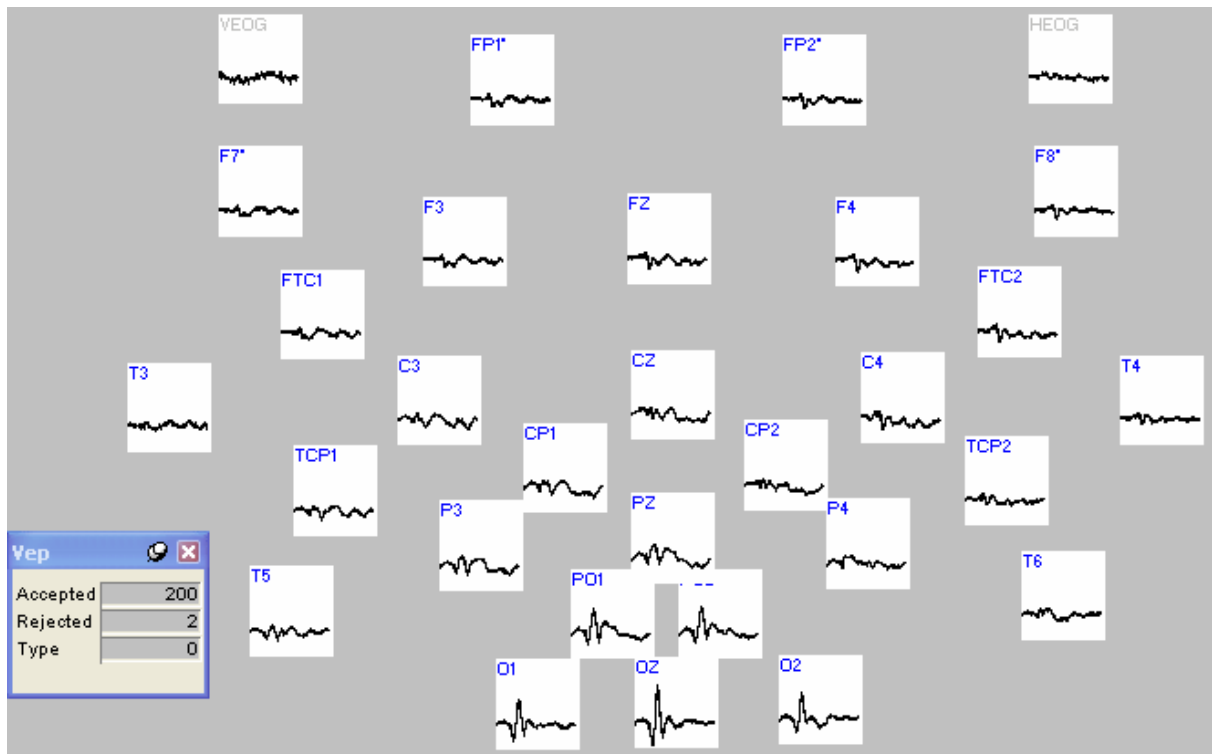 VEOG
HEOG
FP1"
FP2"
F7"
F8"
F3
FZ
F4
FTC1
FTC2
T3
C3
CZ
C4
T4
CP1
CP2
TCP1
TCP2
P3
PZ
P4
T5
PO1
T6
O1
OZ
O2
Vep
Accepted 200
Rejected 2
Type 0